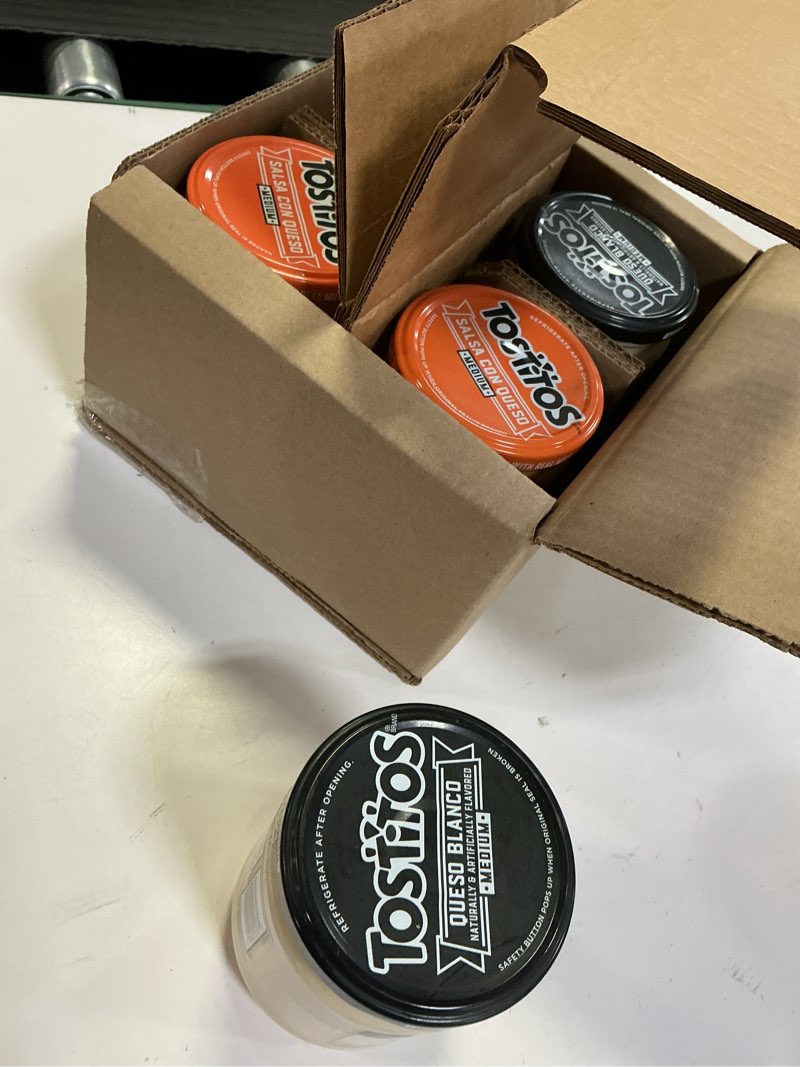 TOSTITOS
SALSA CON QUESO
·MEDIUM·
REFRIGERATE AFTER OPENING.
TOSTITOS
SALSA CON QUESO
·MEDIUM·
TOSTITOS
QUESO BLANCO
REFRIGERATE AFTER OPENING.
TOSTITOS
® BRAND
QUESO BLANCO
NATURALLY & ARTIFICIALLY FLAVORED
·MEDIUM·
SAFETY BUTTON POPS UP WHEN ORIGINAL SEAL IS BROKEN